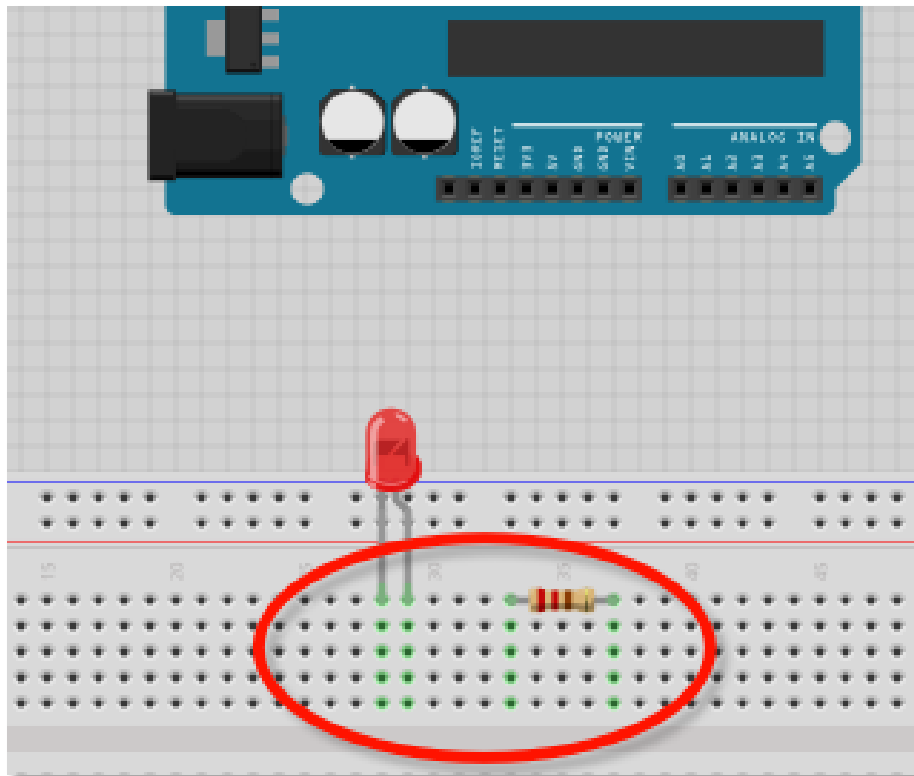 POWER
ANALOG IN
IOREF
RESET
3V3
5V
GND
GND
VIN
A0
A1
A2
A3
A4
A5
15
20
25
30
35
40
45